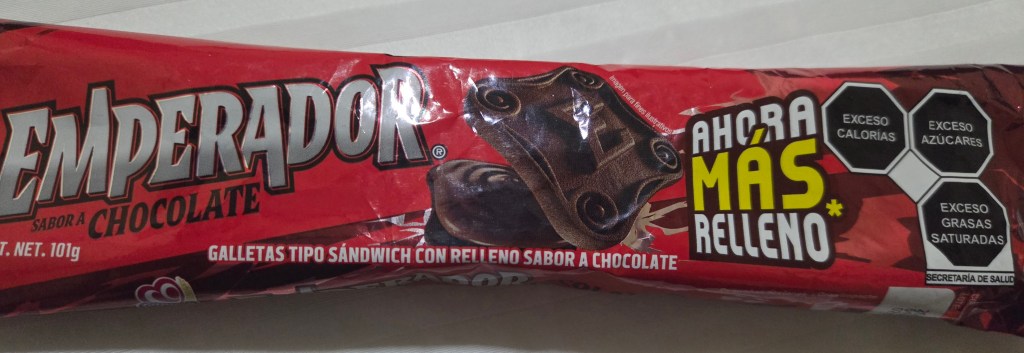 EMPERADOR®
SABOR A CHOCOLATE
T. NET. 101g
GALLETAS TIPO SÁNDWICH CON RELLENO SABOR A CHOCOLATE
AHORA
MÁS*
RELLENO
EXCESO
CALORÍAS
EXCESO
AZÚCARES
EXCESO
GRASAS
SATURADAS
SECRETARÍA DE SALUD